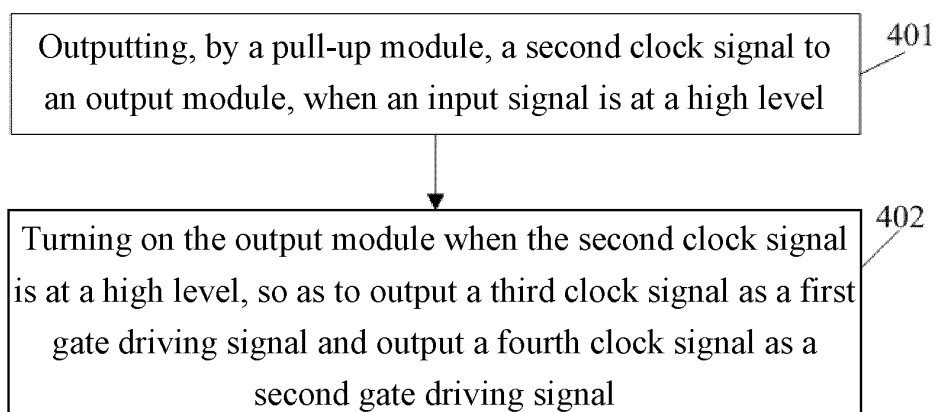 Outputting, by a pull-up module, a second clock signal to
an output module, when an input signal is at a high level
401
Turning on the output module when the second clock signal
is at a high level, so as to output a third clock signal as a first
gate driving signal and output a fourth clock signal as a
second gate driving signal
402